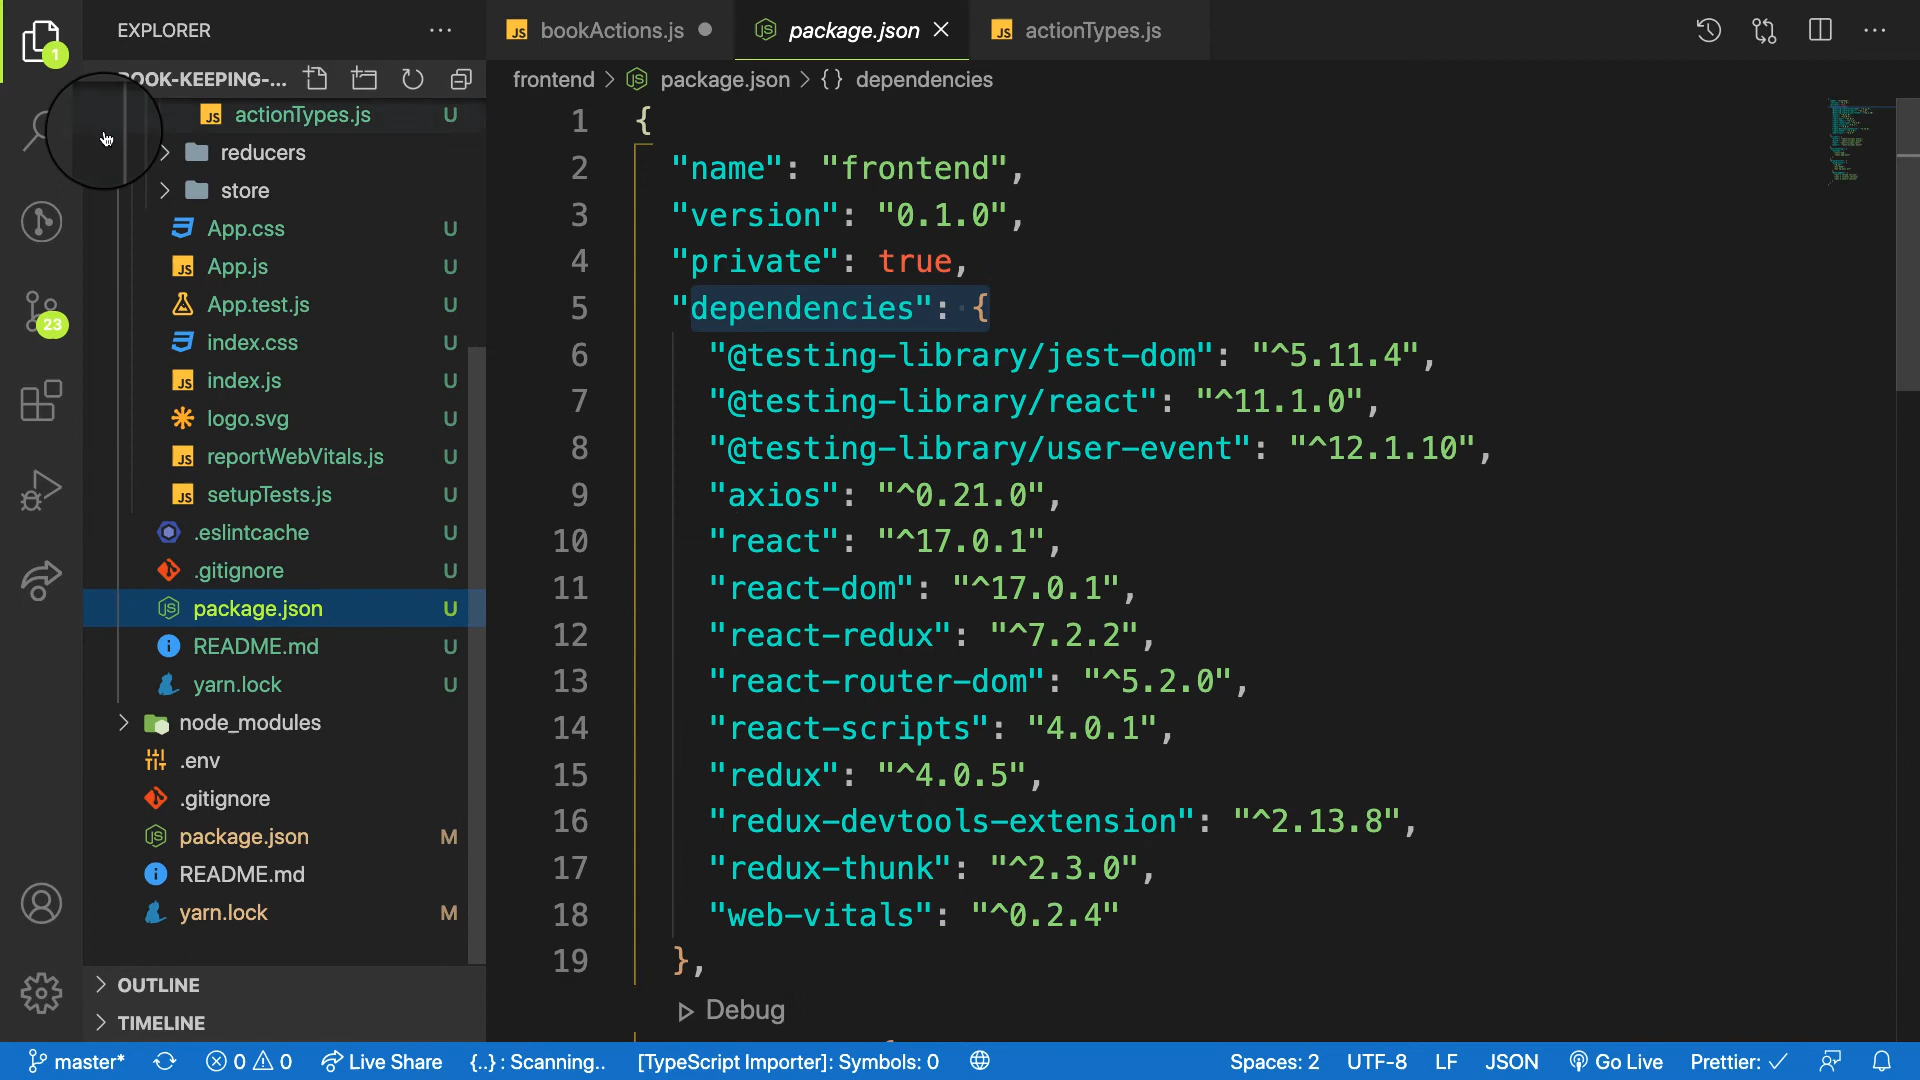 EXPLORER
bookActions.js
package.json
actionTypes.js
BOOK-KEEPING-...
frontend > package.json > {} dependencies
actionTypes.js U
reducers
store
App.css U
App.js U
App.test.js U
index.css U
index.js U
logo.svg U
reportWebVitals.js U
setupTests.js U
.eslintcache U
.gitignore U
package.json U
README.md U
yarn.lock U
node_modules
.env
.gitignore
package.json M
README.md
yarn.lock M
OUTLINE
TIMELINE
1
23
1 {
2 "name": "frontend",
3 "version": "0.1.0",
4 "private": true,
5 "dependencies": {
6 "@testing-library/jest-dom": "^5.11.4",
7 "@testing-library/react": "^11.1.0",
8 "@testing-library/user-event": "^12.1.10",
9 "axios": "^0.21.0",
10 "react": "^17.0.1",
11 "react-dom": "^17.0.1",
12 "react-redux": "^7.2.2",
13 "react-router-dom": "^5.2.0",
14 "react-scripts": "4.0.1",
15 "redux": "^4.0.5",
16 "redux-devtools-extension": "^2.13.8",
17 "redux-thunk": "^2.3.0",
18 "web-vitals": "^0.2.4"
19 },
Debug
master* 0 0 Live Share {..} : Scanning.. [TypeScript Importer]: Symbols: 0 Spaces: 2 UTF-8 LF JSON Go Live Prettier: ✓